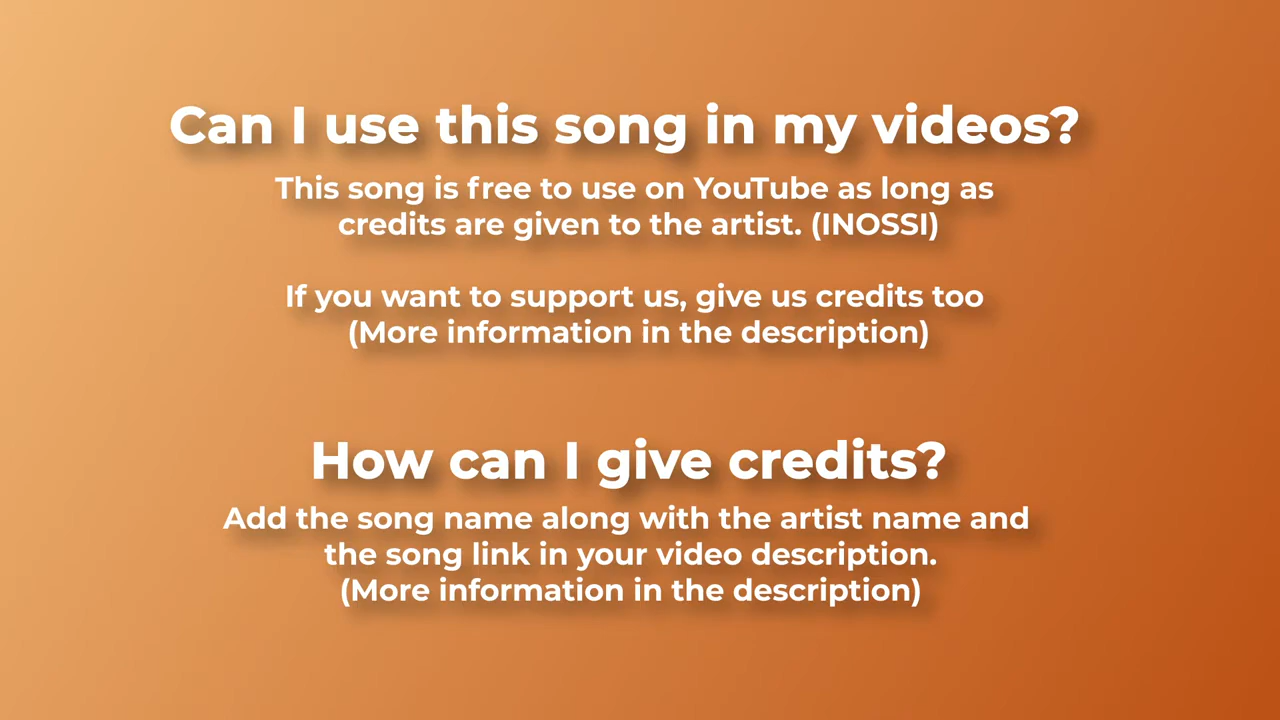 Can I use this song in my videos?
This song is free to use on YouTube as long as
credits are given to the artist. (INOSSI)
If you want to support us, give us credits too
(More information in the description)
How can I give credits?
Add the song name along with the artist name and
the song link in your video description.
(More information in the description)